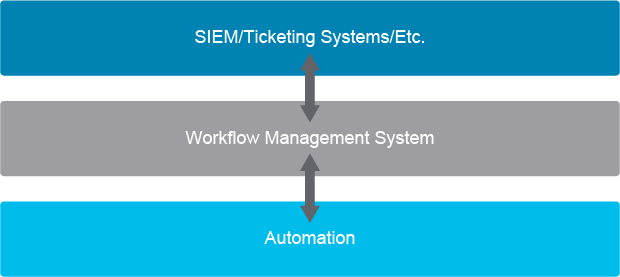 SIEM/Ticketing Systems/Etc.
Workflow Management System
Automation